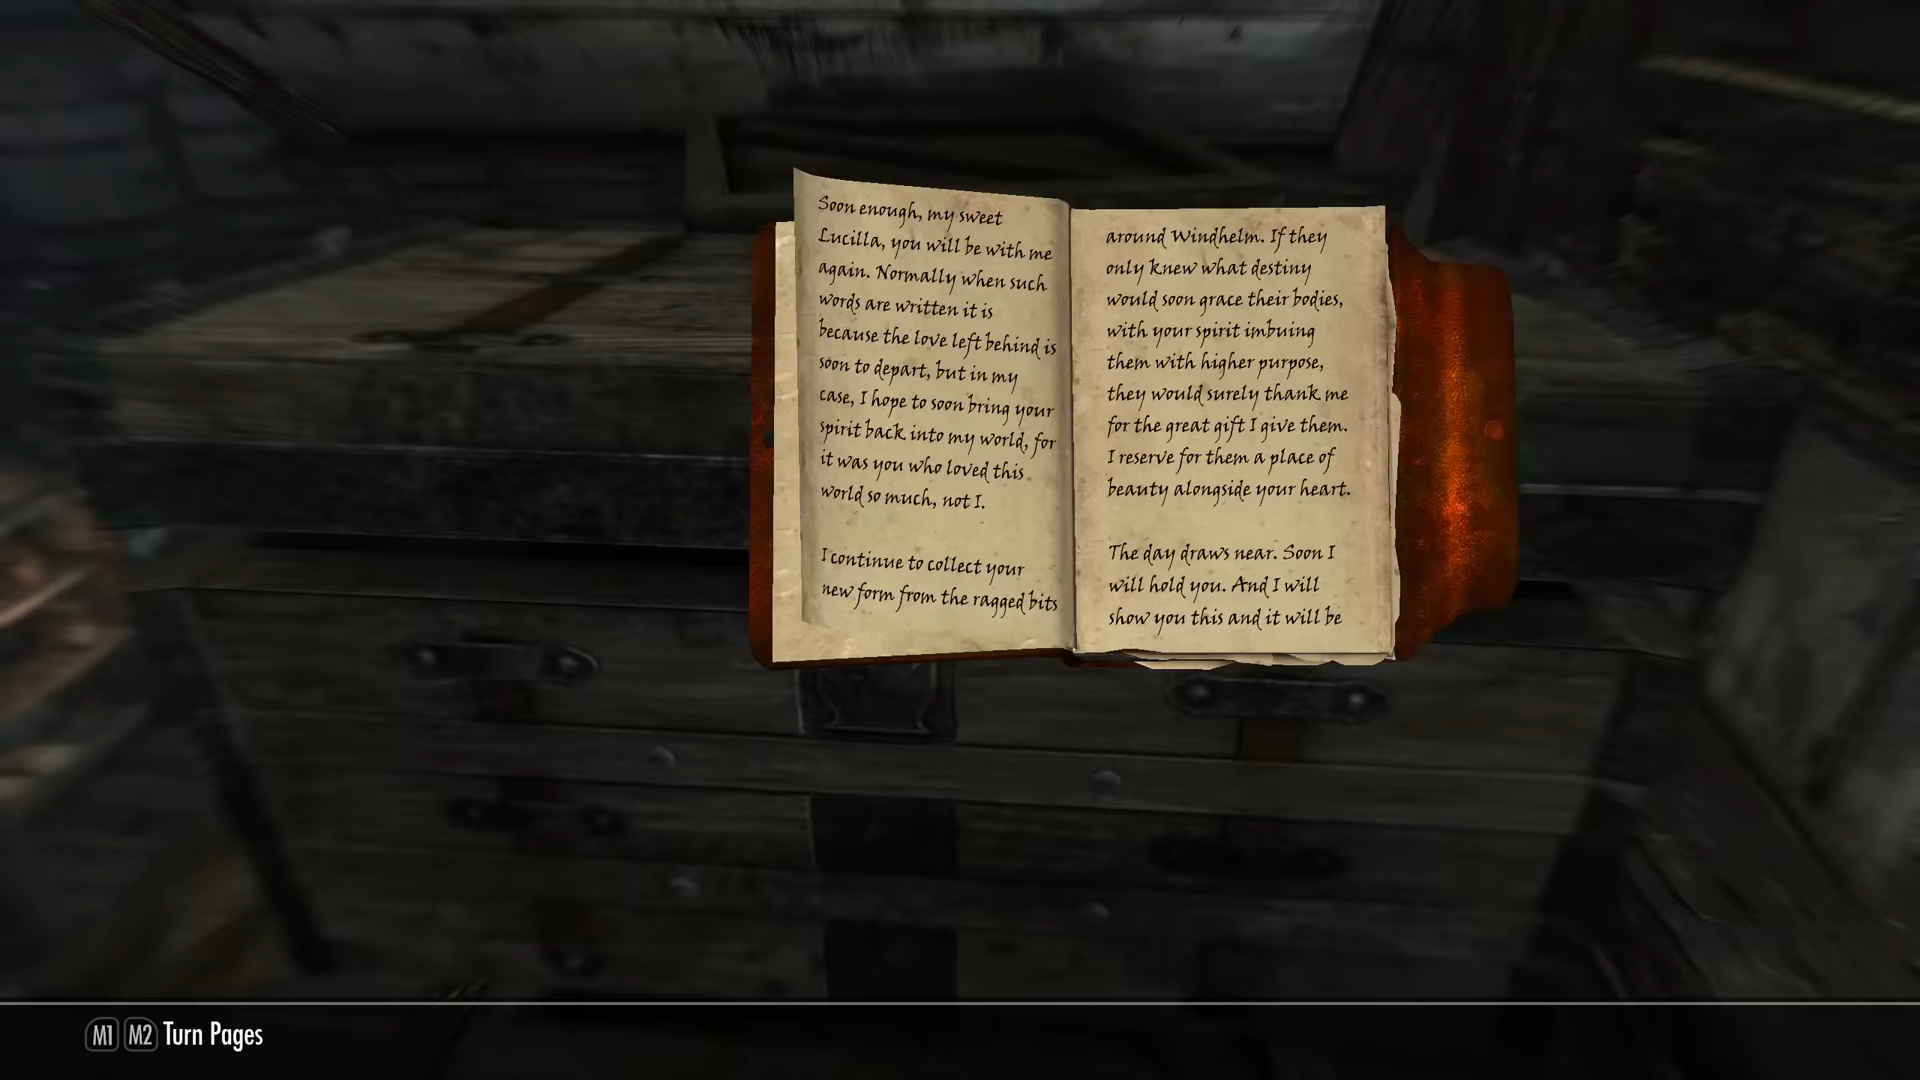 Soon enough, my sweet
Lucilla, you will be with me
again. Normally when such
words are written it is
because the love left behind is
soon to depart, but in my
case, I hope to soon bring your
spirit back into my world, for
it was you who loved this
world so much, not I.
I continue to collect your
new form from the ragged bits
around Windhelm. If they
only knew what destiny
would soon grace their bodies,
with your spirit imbuing
them with higher purpose,
they would surely thank me
for the great gift I give them.
I reserve for them a place of
beauty alongside your heart.
The day draws near. Soon I
will hold you. And I will
show you this and it will be
M1 M2 Turn Pages